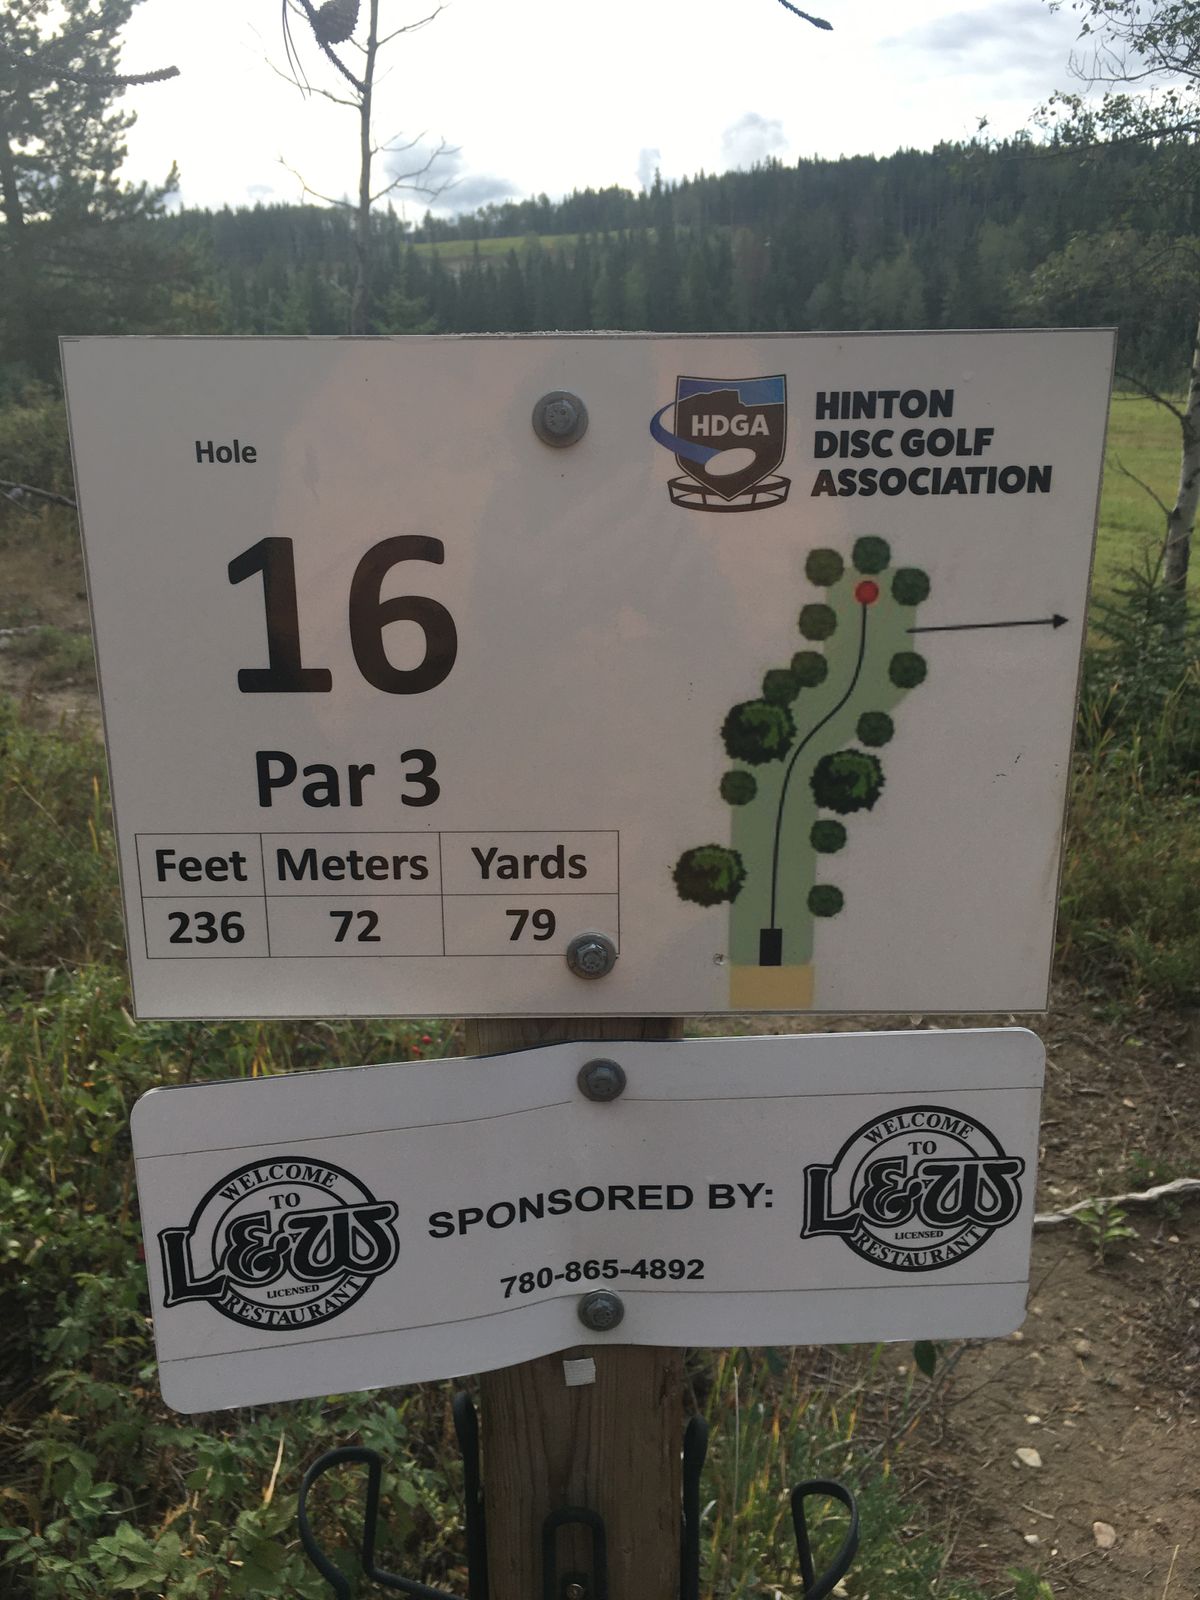 Hole
16
Par 3
Feet Meters Yards
236 72 79
HDGA
HINTON
DISC GOLF
ASSOCIATION
WELCOME
TO
L&W
LICENSED
RESTAURANT
SPONSORED BY:
780-865-4892
WELCOME
TO
L&W
LICENSED
RESTAURANT